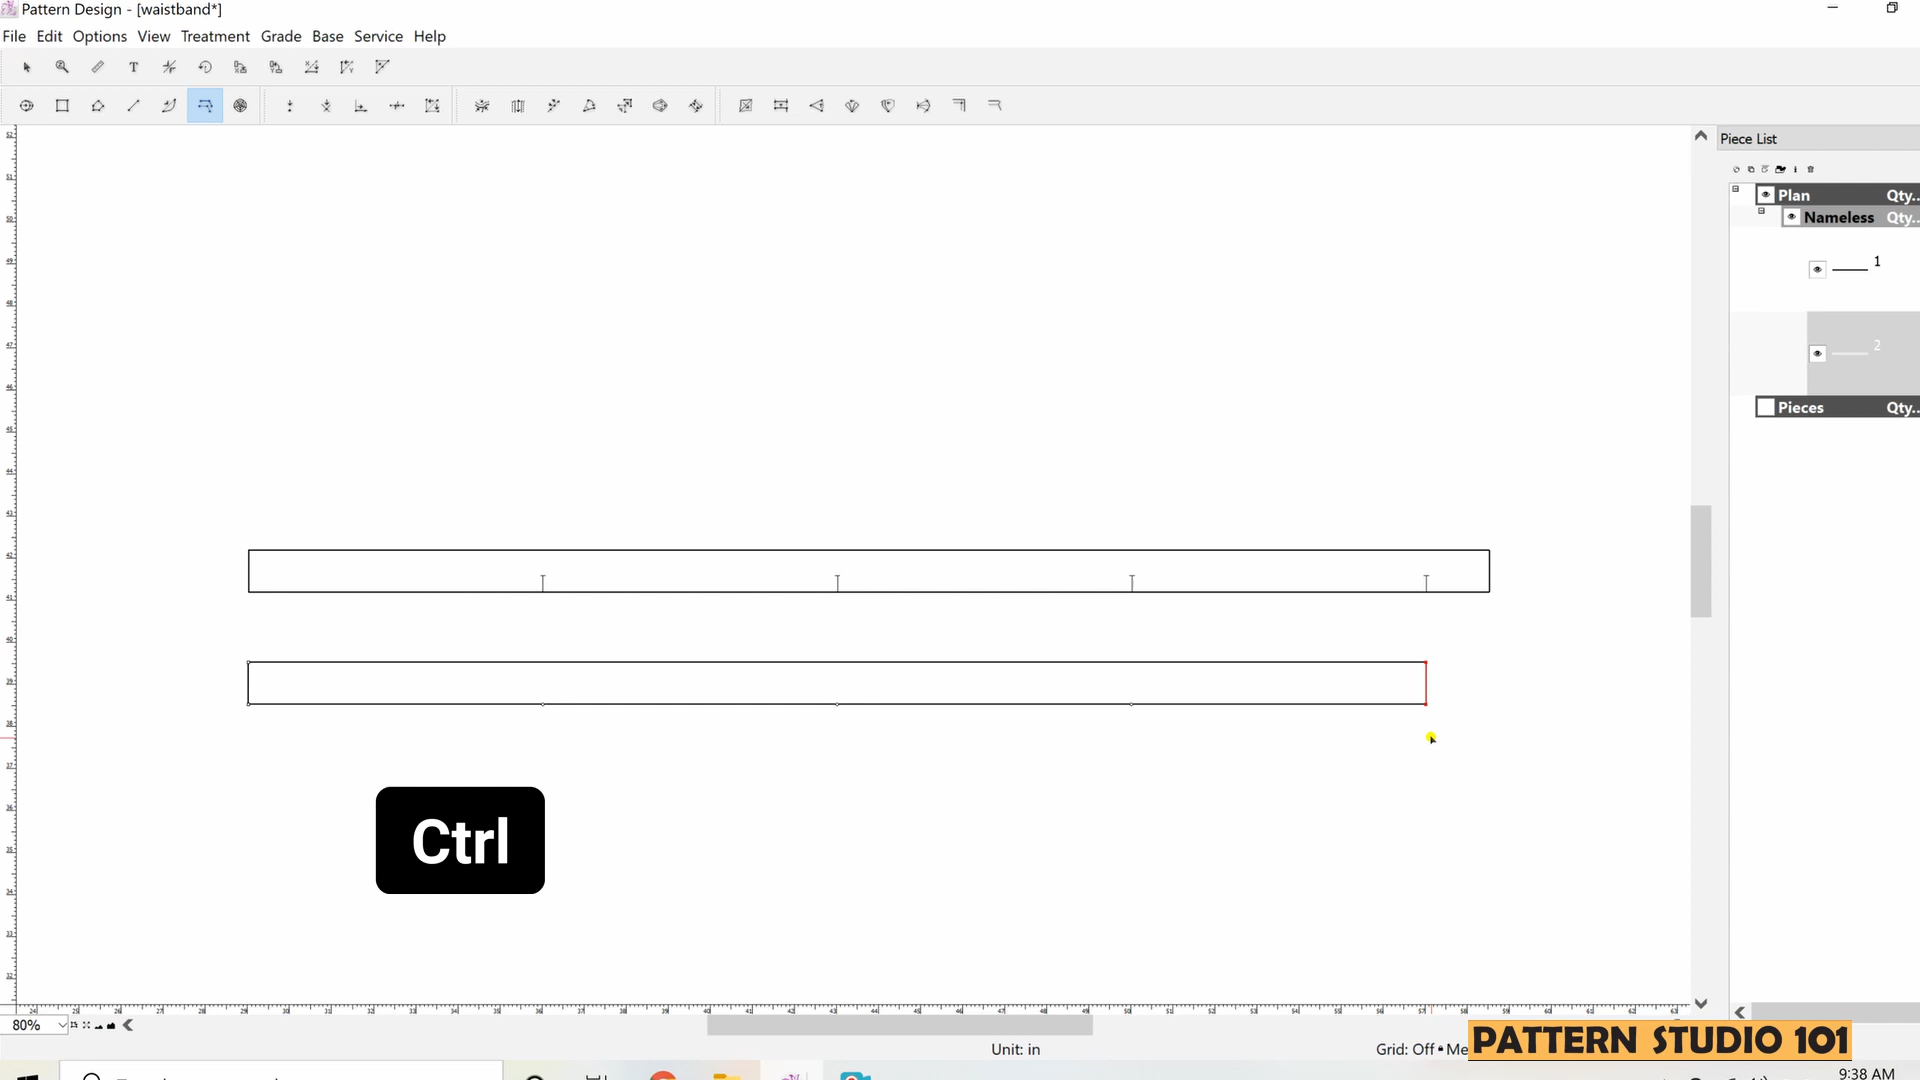 Pattern Design - [waistband*]
File Edit Options View Treatment Grade Base Service Help
Piece List
Plan Qty..
Nameless Qty..
1
2
Pieces Qty..
Ctrl
80%
Unit: in
Grid: Off
PATTERN STUDIO 101
9:38 AM